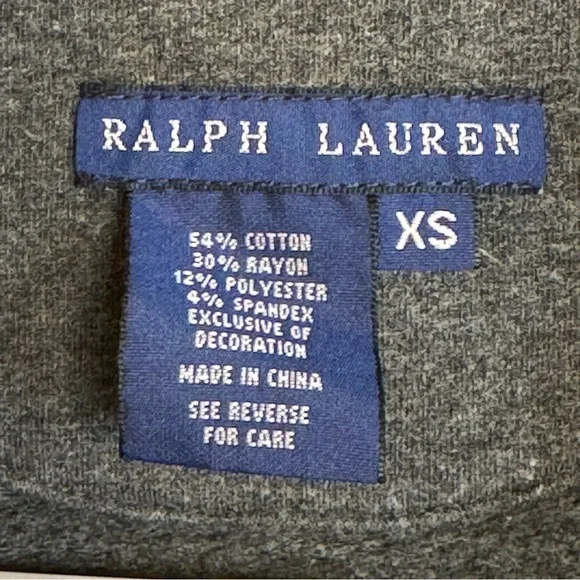 RALPH LAUREN
XS
54% COTTON
30% RAYON
12% POLYESTER
4% SPANDEX
EXCLUSIVE OF
DECORATION
MADE IN CHINA
SEE REVERSE
FOR CARE